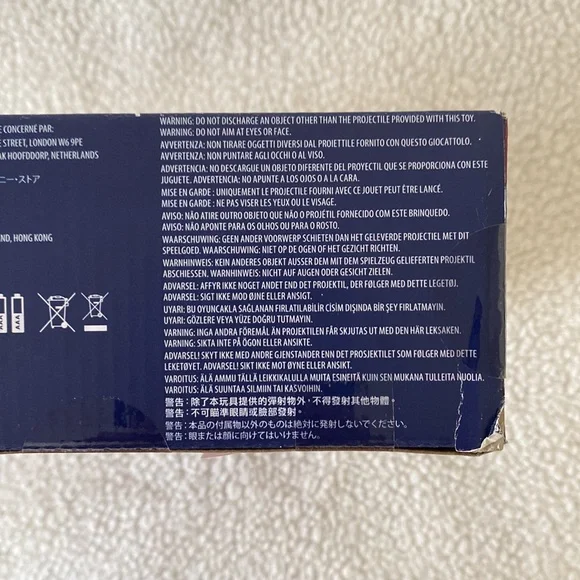 E CONCERNÉ PAR:
E STREET, LONDON W6 9PE
AK HOOFDDORP, NETHERLANDS
ニー・ストア
ND, HONG KONG
AAA AAA
WARNING: DO NOT DISCHARGE AN OBJECT OTHER THAN THE PROJECTILE PROVIDED WITH THIS TOY.
WARNING: DO NOT AIM AT EYES OR FACE.
AVVERTENZA: NON TIRARE OGGETTI DIVERSI DAL PROIETTILE FORNITO CON QUESTO GIOCATTOLO.
AVVERTENZA: NON PUNTARE AGLI OCCHI O AL VISO.
ADVERTENCIA: NO DESCARGUE UN OBJETO DIFERENTE DEL PROYECTIL QUE SE PROPORCIONA CON ESTE
JUGUETE. ADVERTENCIA: NO APUNTE A LOS OJOS O A LA CARA.
MISE EN GARDE : UNIQUEMENT LE PROJECTILE FOURNI AVEC CE JOUET PEUT ÊTRE LANCÉ.
MISE EN GARDE : NE PAS VISER LES YEUX OU LE VISAGE.
AVISO: NÃO ATIRE OUTRO OBJETO QUE NÃO O PROJÉTIL FORNECIDO COM ESTE BRINQUEDO.
AVISO: NÃO APONTE PARA OS OLHOS OU PARA O ROSTO.
WAARSCHUWING: GEEN ANDER VOORWERP SCHIETEN DAN HET GELEVERDE PROJECTIEL MET DIT
SPEELGOED. WAARSCHUWING: NIET OP DE OGEN OF HET GEZICHT RICHTEN.
WARNHINWEIS: KEIN ANDERES OBJEKT AUSSER DEM MIT DEM SPIELZEUG GELIEFERTEN PROJEKTIL
ABSCHIESSEN. WARNHINWEIS: NICHT AUF AUGEN ODER GESICHT ZIELEN.
ADVARSEL: AFFYR IKKE NOGET ANDET END DET PROJEKTIL, DER FØLGER MED DETTE LEGETØJ.
ADVARSEL: SIGT IKKE MOD ØJNE ELLER ANSIGT.
UYARI: BU OYUNCAKLA SAĞLANAN FIRLATILABİLİR CİSİM DIŞINDA BİR ŞEY FIRLATMAYIN.
UYARI: GÖZLERE VEYA YÜZE DOĞRU TUTMAYIN.
VARNING: INGA ANDRA FÖREMÅL ÄN PROJEKTILEN FÅR SKJUTAS UT MED DEN HÄR LEKSAKEN.
VARNING: SIKTA INTE PÅ ÖGON ELLER ANSIKTE.
ADVARSEL! SKYT IKKE MED ANDRE GJENSTANDER ENN DET PROSJEKTILET SOM FØLGER MED DETTE
LEKETØYET. ADVARSEL! SIKT IKKE MOT ØYNE ELLER ANSIKT.
VAROITUS: ÄLÄ AMMU TÄLLÄ LEIKKIKALULLA MUITA ESINEITÄ KUIN SEN MUKANA TULLEITA NUOLIA.
VAROITUS: ÄLÄ SUUNTAA SILMIIN TAI KASVOIHIN.
警告：除了本玩具提供的彈射物外，不得發射其他物體。
警告：不可瞄準眼睛或臉部發射。
警告：本品の付属物以外のものは絶対に発射しないでください。
警告：眼または顔に向けてはいけません。